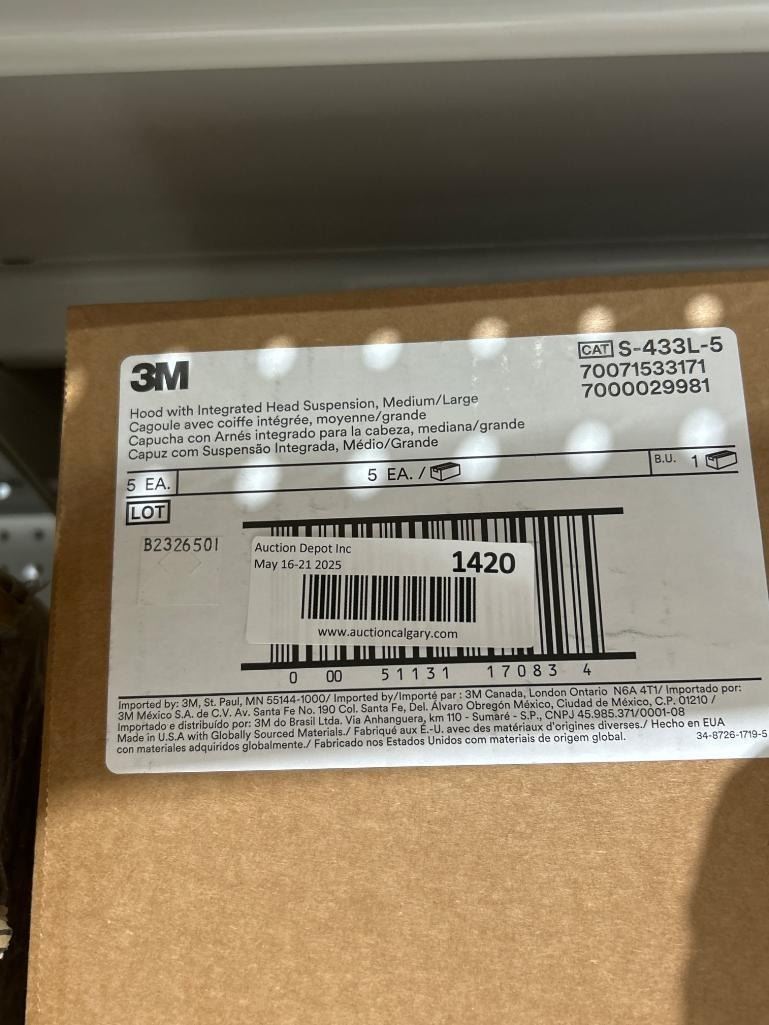 3M
CAT S-433L-5
70071533171
7000029981
Hood with Integrated Head Suspension, Medium/Large
Cagoule avec coiffe intégrée, moyenne/grande
Capucha con Arnés integrado para la cabeza, mediana/grande
Capuz com Suspensão Integrada, Médio/Grande
5 EA.
5 EA. /
B.U. 1
LOT
B2326501
Auction Depot Inc
May 16-21 2025
1420
www.auctioncalgary.com
0 00 51131 17083 4
Imported by: 3M, St. Paul, MN 55144-1000/ Imported by/Importé par : 3M Canada, London Ontario N6A 4T1/ Importado por:
3M México S.A. de C.V. Av. Santa Fe No. 190 Col. Santa Fe, Del. Álvaro Obregón México, Ciudad de México, C.P. 01210 /
Importado e distribuído por: 3M do Brasil Ltda. Via Anhanguera, km 110 - Sumaré - S.P., CNPJ 45.985.371/0001-08
Made in U.S.A with Globally Sourced Materials./ Fabriqué aux É.-U. avec des matériaux d'origines diverses./ Hecho en EUA
con materiales adquiridos globalmente./ Fabricado nos Estados Unidos com materiais de origem global.
34-8726-1719-5